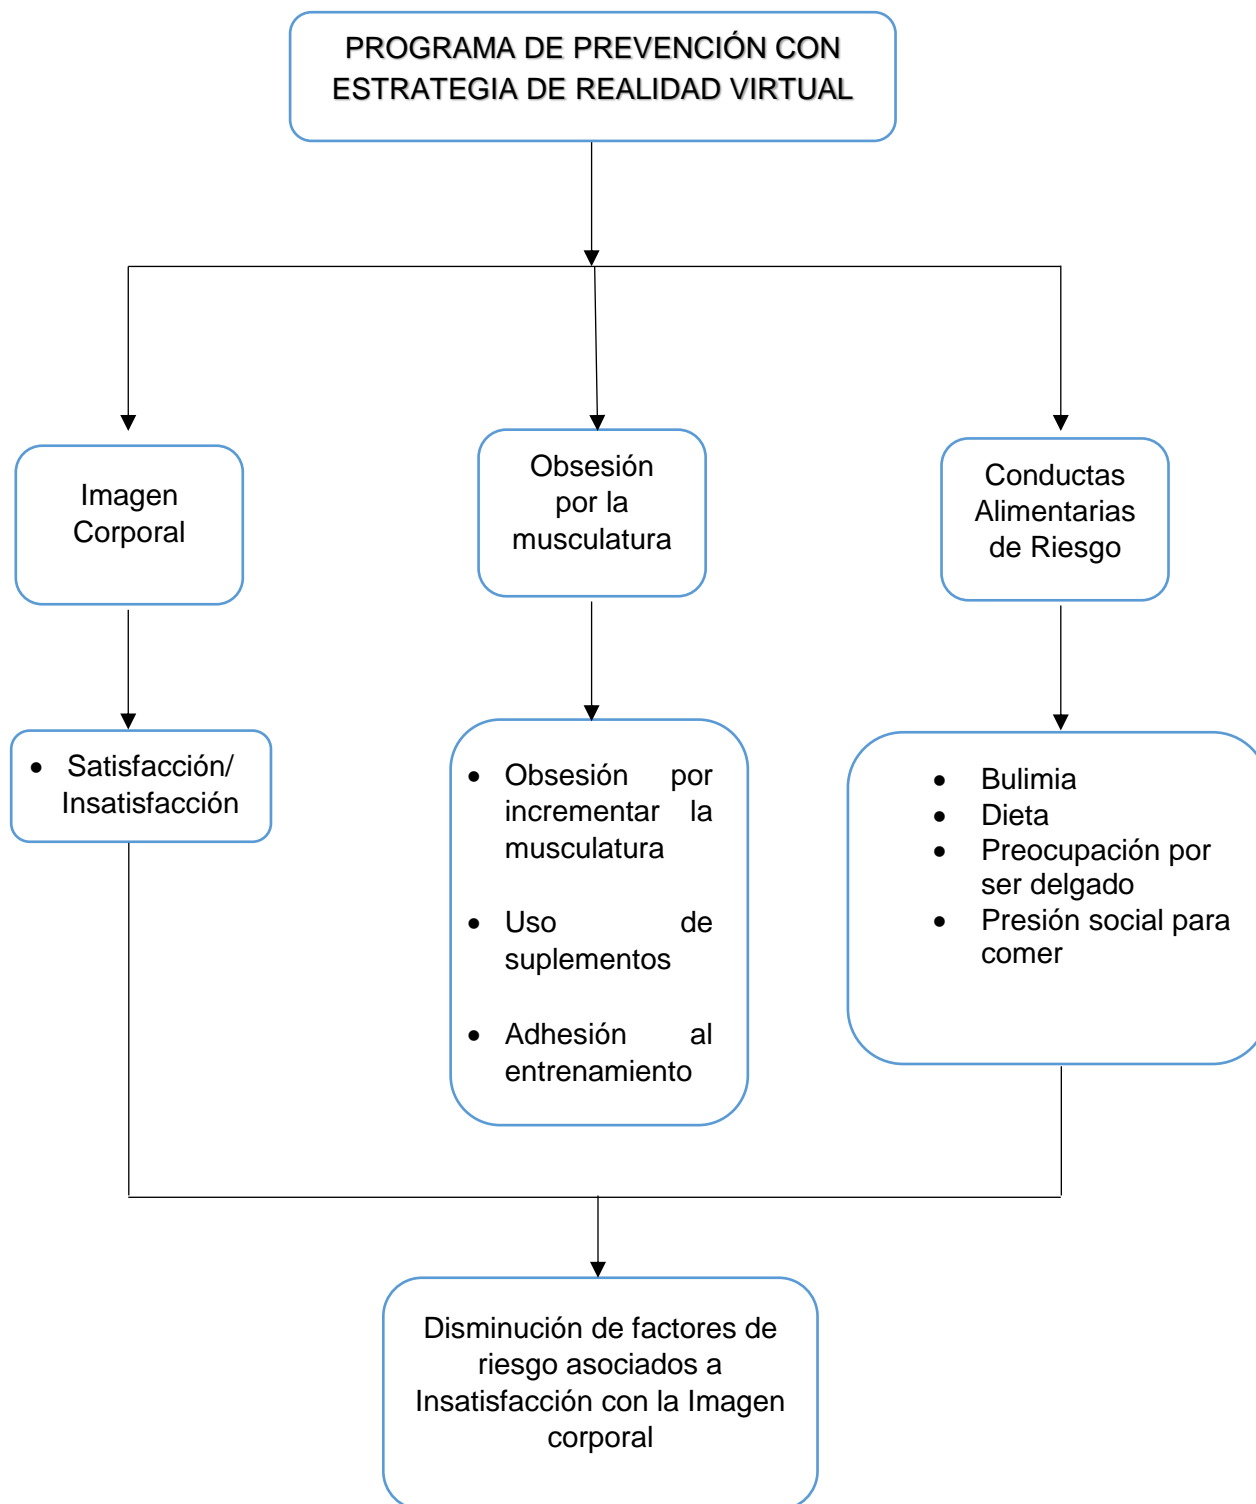 PROGRAMA DE PREVENCIÓN CON
ESTRATEGIA DE REALIDAD VIRTUAL
Imagen
Corporal
Obsesión
por la
musculatura
Conductas
Alimentarias
de Riesgo
• Satisfacción/
Insatisfacción
• Obsesión por
incrementar la
musculatura
• Uso de
suplementos
• Adhesión al
entrenamiento
• Bulimia
• Dieta
• Preocupación por
ser delgado
• Presión social para
comer
Disminución de factores de
riesgo asociados a
Insatisfacción con la Imagen
corporal